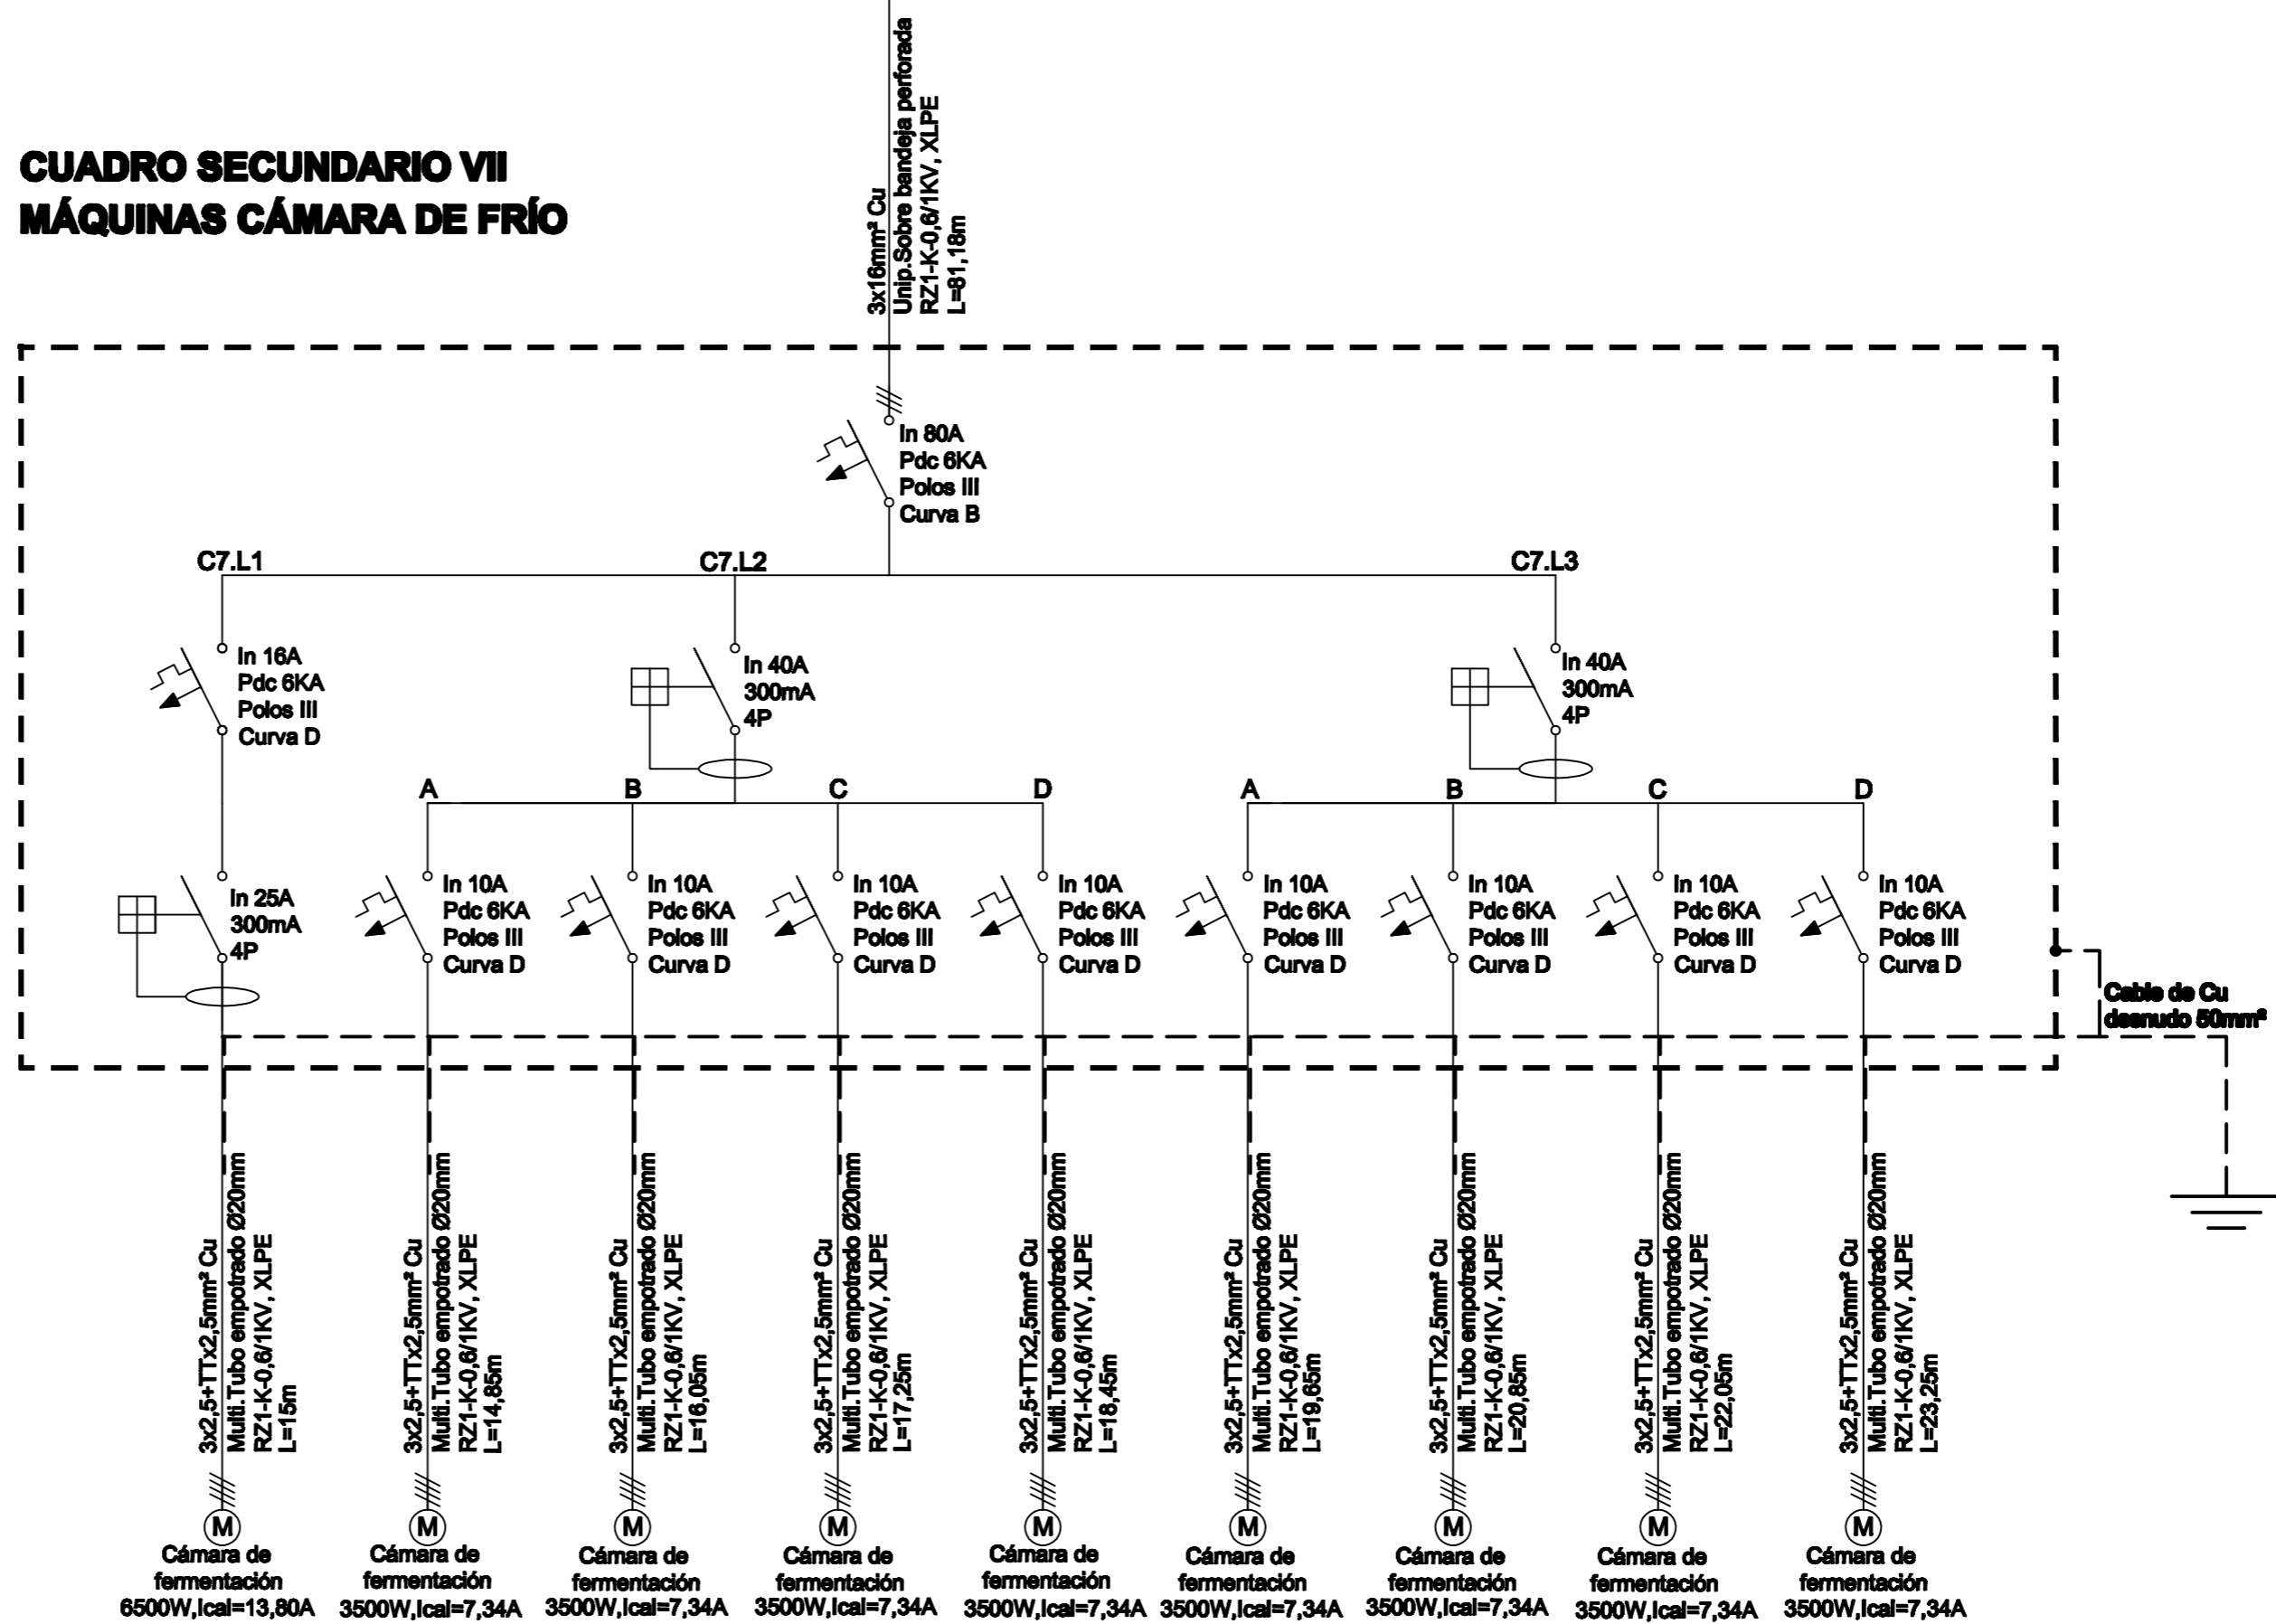 CUADRO SECUNDARIO VII
MÁQUINAS CÁMARA DE FRÍO
3x16mm² Cu
Unip.Sobre bandeja perforada
RZ1-K-0,6/1KV, XLPE
L=81,18m
In 80A
Pdc 6KA
Polos III
Curva B
C7.L1
C7.L2
C7.L3
In 16A
Pdc 6KA
Polos III
Curva D
In 40A
300mA
4P
In 40A
300mA
4P
A
B
C
D
A
B
C
D
In 25A
300mA
4P
In 10A
Pdc 6KA
Polos III
Curva D
In 10A
Pdc 6KA
Polos III
Curva D
In 10A
Pdc 6KA
Polos III
Curva D
In 10A
Pdc 6KA
Polos III
Curva D
In 10A
Pdc 6KA
Polos III
Curva D
In 10A
Pdc 6KA
Polos III
Curva D
In 10A
Pdc 6KA
Polos III
Curva D
In 10A
Pdc 6KA
Polos III
Curva D
Cable de Cu
desnudo 50mm²
3x2,5+TTx2,5mm² Cu
Multi.Tubo empotrado Ø20mm
RZ1-K-0,6/1KV, XLPE
L=15m
3x2,5+TTx2,5mm² Cu
Multi.Tubo empotrado Ø20mm
RZ1-K-0,6/1KV, XLPE
L=14,85m
3x2,5+TTx2,5mm² Cu
Multi.Tubo empotrado Ø20mm
RZ1-K-0,6/1KV, XLPE
L=16,05m
3x2,5+TTx2,5mm² Cu
Multi.Tubo empotrado Ø20mm
RZ1-K-0,6/1KV, XLPE
L=17,25m
3x2,5+TTx2,5mm² Cu
Multi.Tubo empotrado Ø20mm
RZ1-K-0,6/1KV, XLPE
L=18,45m
3x2,5+TTx2,5mm² Cu
Multi.Tubo empotrado Ø20mm
RZ1-K-0,6/1KV, XLPE
L=19,65m
3x2,5+TTx2,5mm² Cu
Multi.Tubo empotrado Ø20mm
RZ1-K-0,6/1KV, XLPE
L=20,85m
3x2,5+TTx2,5mm² Cu
Multi.Tubo empotrado Ø20mm
RZ1-K-0,6/1KV, XLPE
L=22,05m
3x2,5+TTx2,5mm² Cu
Multi.Tubo empotrado Ø20mm
RZ1-K-0,6/1KV, XLPE
L=23,25m
M
Cámara de
fermentación
6500W,Ical=13,80A
M
Cámara de
fermentación
3500W,Ical=7,34A
M
Cámara de
fermentación
3500W,Ical=7,34A
M
Cámara de
fermentación
3500W,Ical=7,34A
M
Cámara de
fermentación
3500W,Ical=7,34A
M
Cámara de
fermentación
3500W,Ical=7,34A
M
Cámara de
fermentación
3500W,Ical=7,34A
M
Cámara de
fermentación
3500W,Ical=7,34A
M
Cámara de
fermentación
3500W,Ical=7,34A